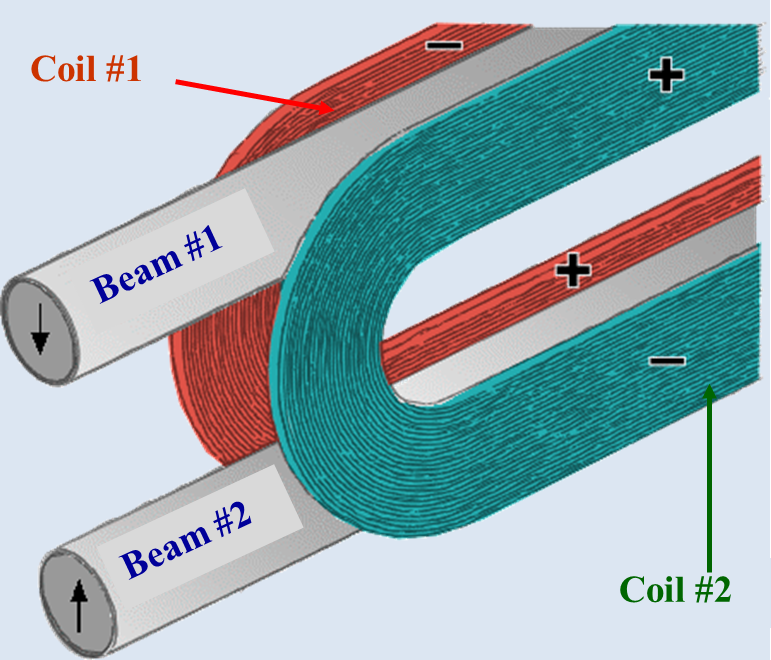 −
Coil #1
+
Beam #1
+
−
Beam #2
Coil #2